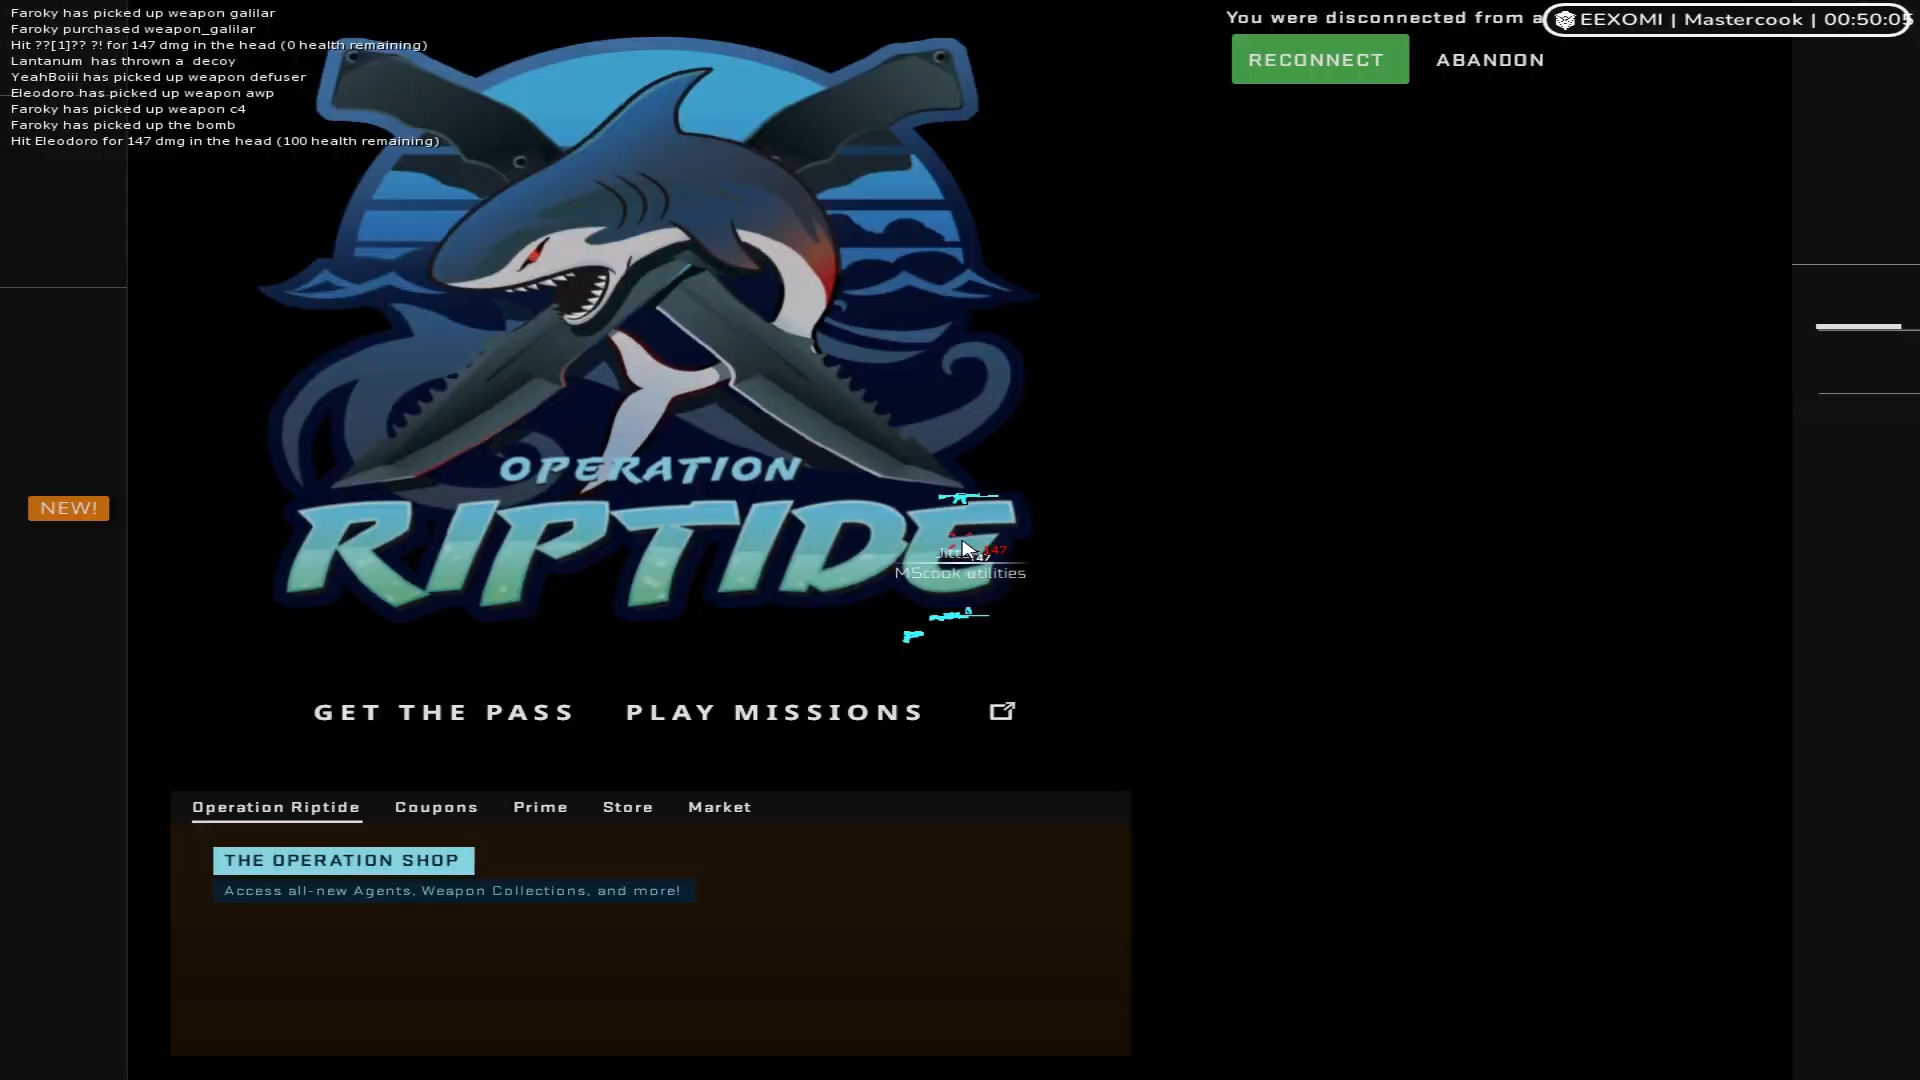 Faroky has picked up weapon galilar
Faroky purchased weapon_galilar
Hit ??[1]?? ?! for 147 dmg in the head (0 health remaining)
Lantanum has thrown a decoy
YeahBoiii has picked up weapon defuser
Eleodoro has picked up weapon awp
Faroky has picked up weapon c4
Faroky has picked up the bomb
Hit Eleodoro for 147 dmg in the head (100 health remaining)
You were disconnected from a
EEXOMI | Mastercook | 00:50:05
RECONNECT ABANDON
OPERATION
RIPTIDE
NEW!
147
MScook utilities
GET THE PASS PLAY MISSIONS
Operation Riptide Coupons Prime Store Market
THE OPERATION SHOP
Access all-new Agents, Weapon Collections, and more!